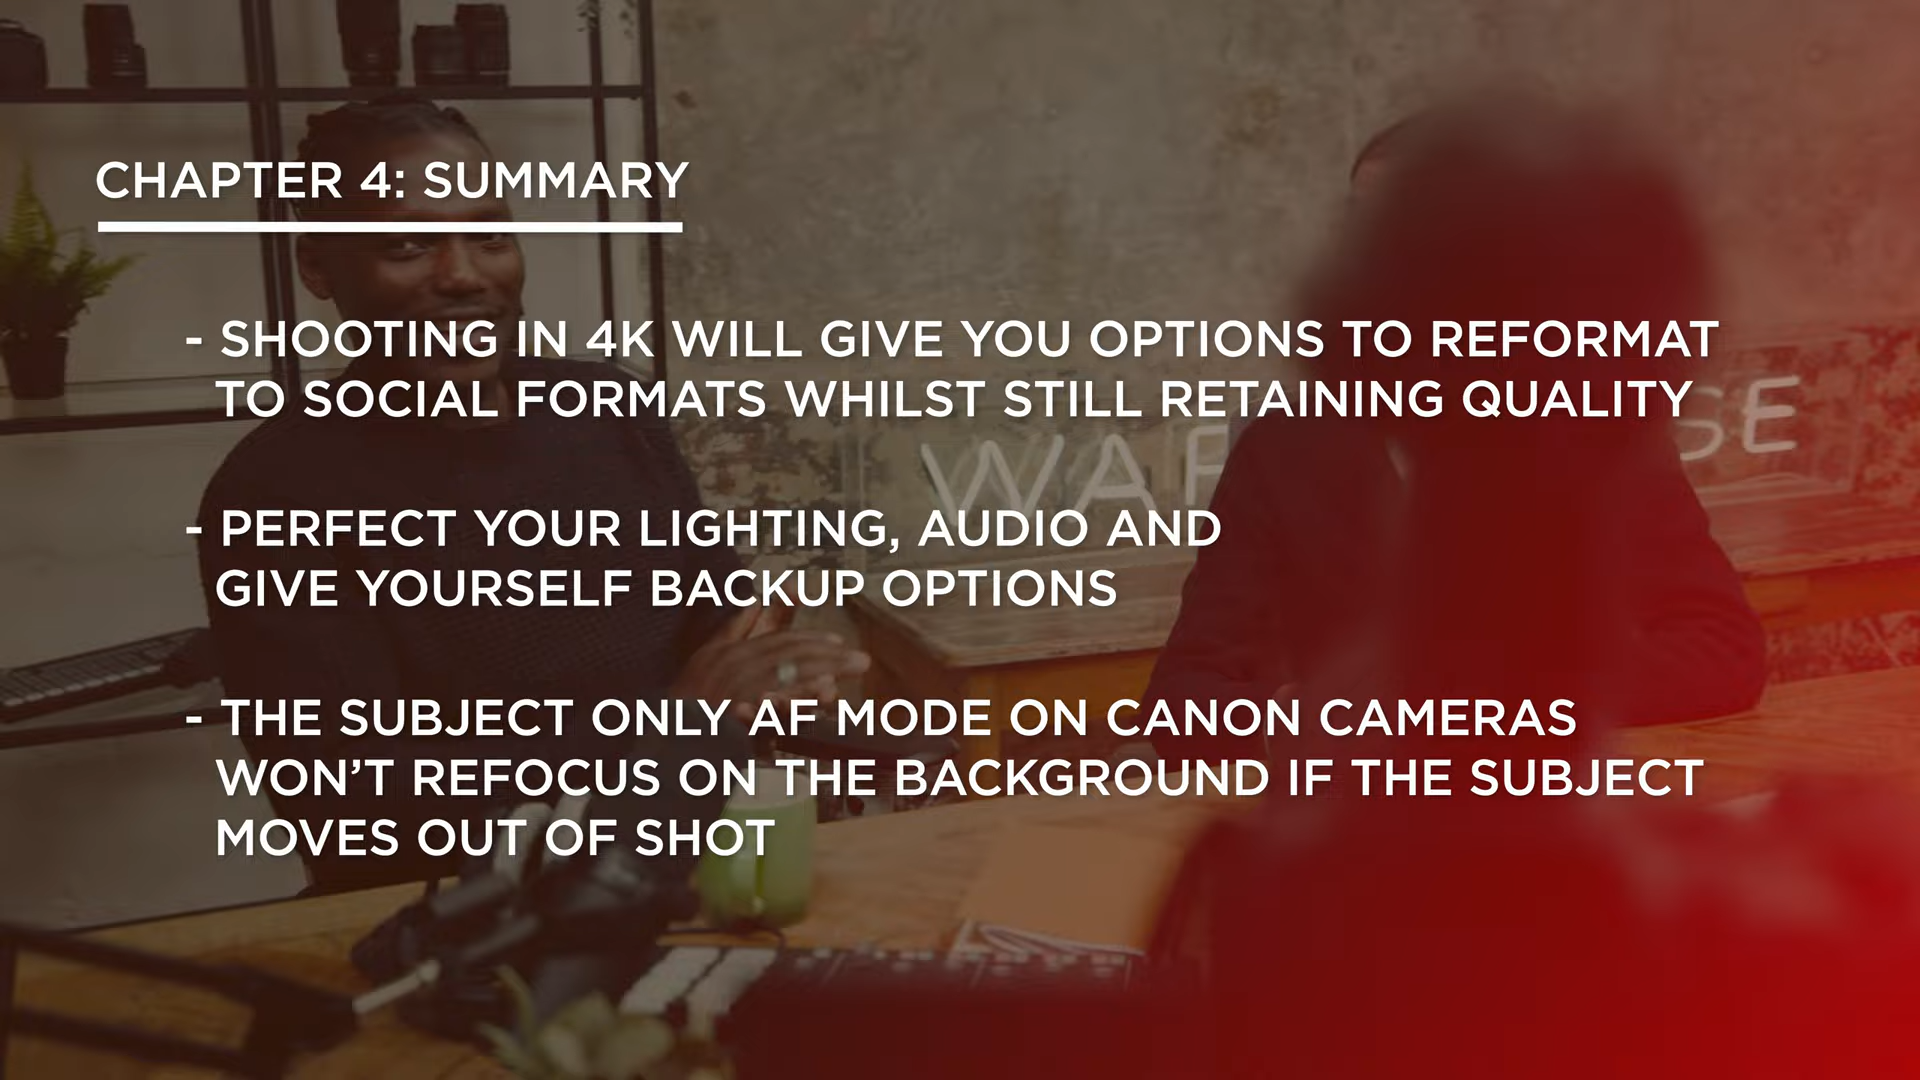 CHAPTER 4: SUMMARY
- SHOOTING IN 4K WILL GIVE YOU OPTIONS TO REFORMAT
TO SOCIAL FORMATS WHILST STILL RETAINING QUALITY
- PERFECT YOUR LIGHTING, AUDIO AND
GIVE YOURSELF BACKUP OPTIONS
- THE SUBJECT ONLY AF MODE ON CANON CAMERAS
WON’T REFOCUS ON THE BACKGROUND IF THE SUBJECT
MOVES OUT OF SHOT